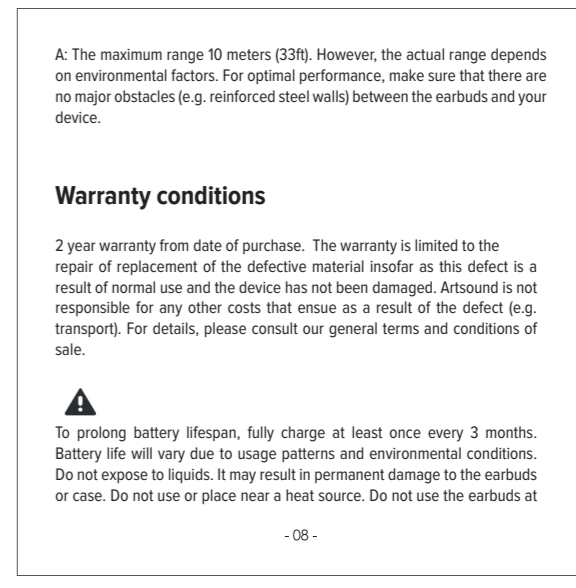 A: The maximum range 10 meters (33ft). However, the actual range depends
on environmental factors. For optimal performance, make sure that there are
no major obstacles (e.g. reinforced steel walls) between the earbuds and your
device.
Warranty conditions
2 year warranty from date of purchase.  The warranty is limited to the
repair of replacement of the defective material insofar as this defect is a
result of normal use and the device has not been damaged. Artsound is not
responsible for any other costs that ensue as a result of the defect (e.g.
transport). For details, please consult our general terms and conditions of
sale.
To prolong battery lifespan, fully charge at least once every 3 months.
Battery life will vary due to usage patterns and environmental conditions.
Do not expose to liquids. It may result in permanent damage to the earbuds
or case. Do not use or place near a heat source. Do not use the earbuds at
- 08 -